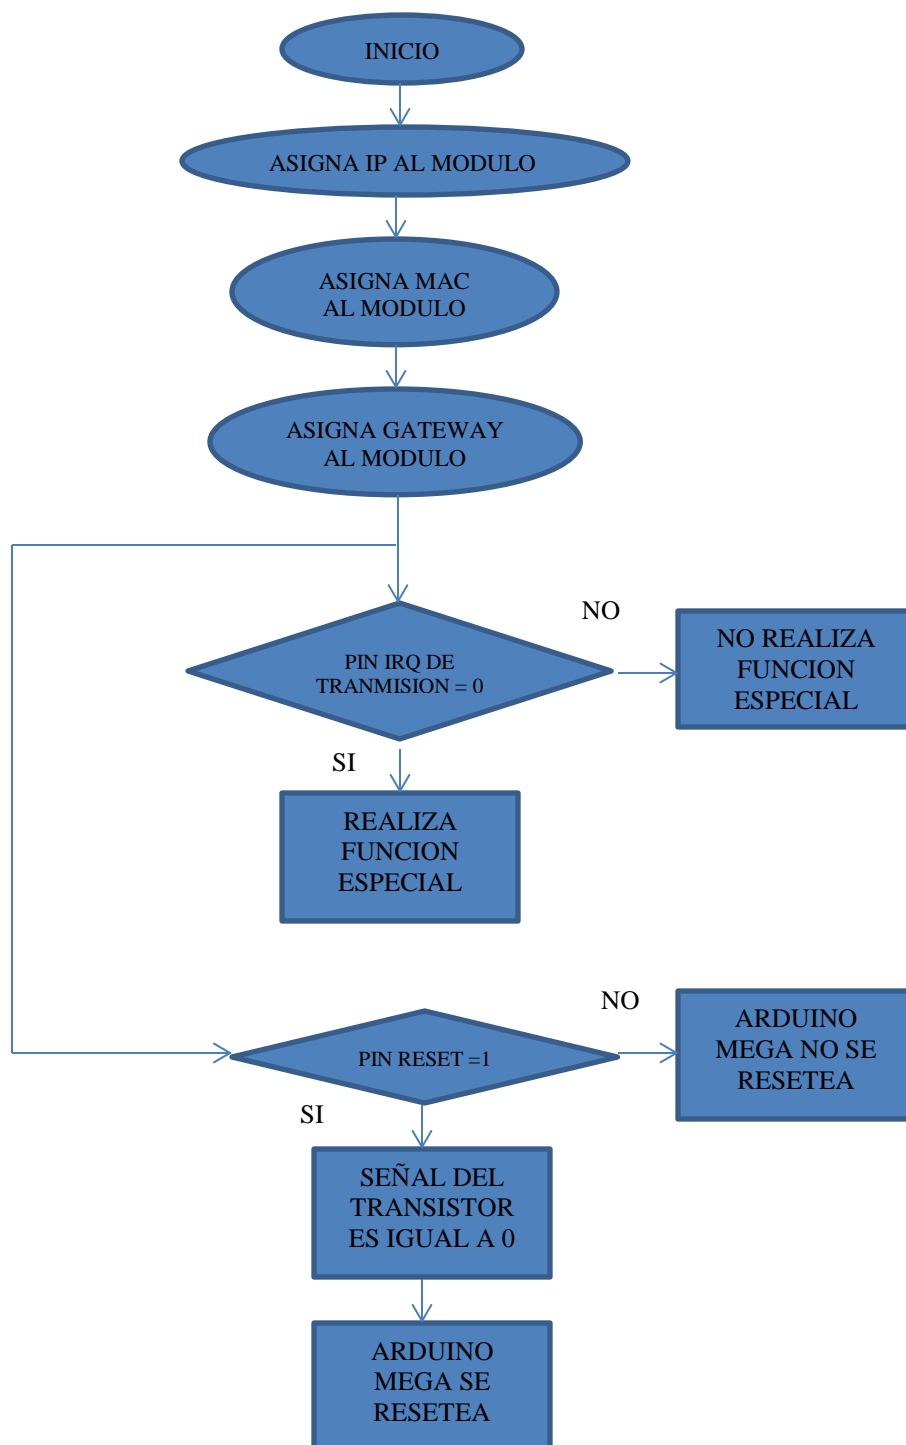 INICIO
ASIGNA IP AL MODULO
ASIGNA MAC
AL MODULO
ASIGNA GATEWAY
AL MODULO
NO
PIN IRQ DE
TRANMISION = 0
NO REALIZA
FUNCION
ESPECIAL
SI
REALIZA
FUNCION
ESPECIAL
NO
PIN RESET =1
ARDUINO
MEGA NO SE
RESETEA
SI
SEÑAL DEL
TRANSISTOR
ES IGUAL A 0
ARDUINO
MEGA SE
RESETEA